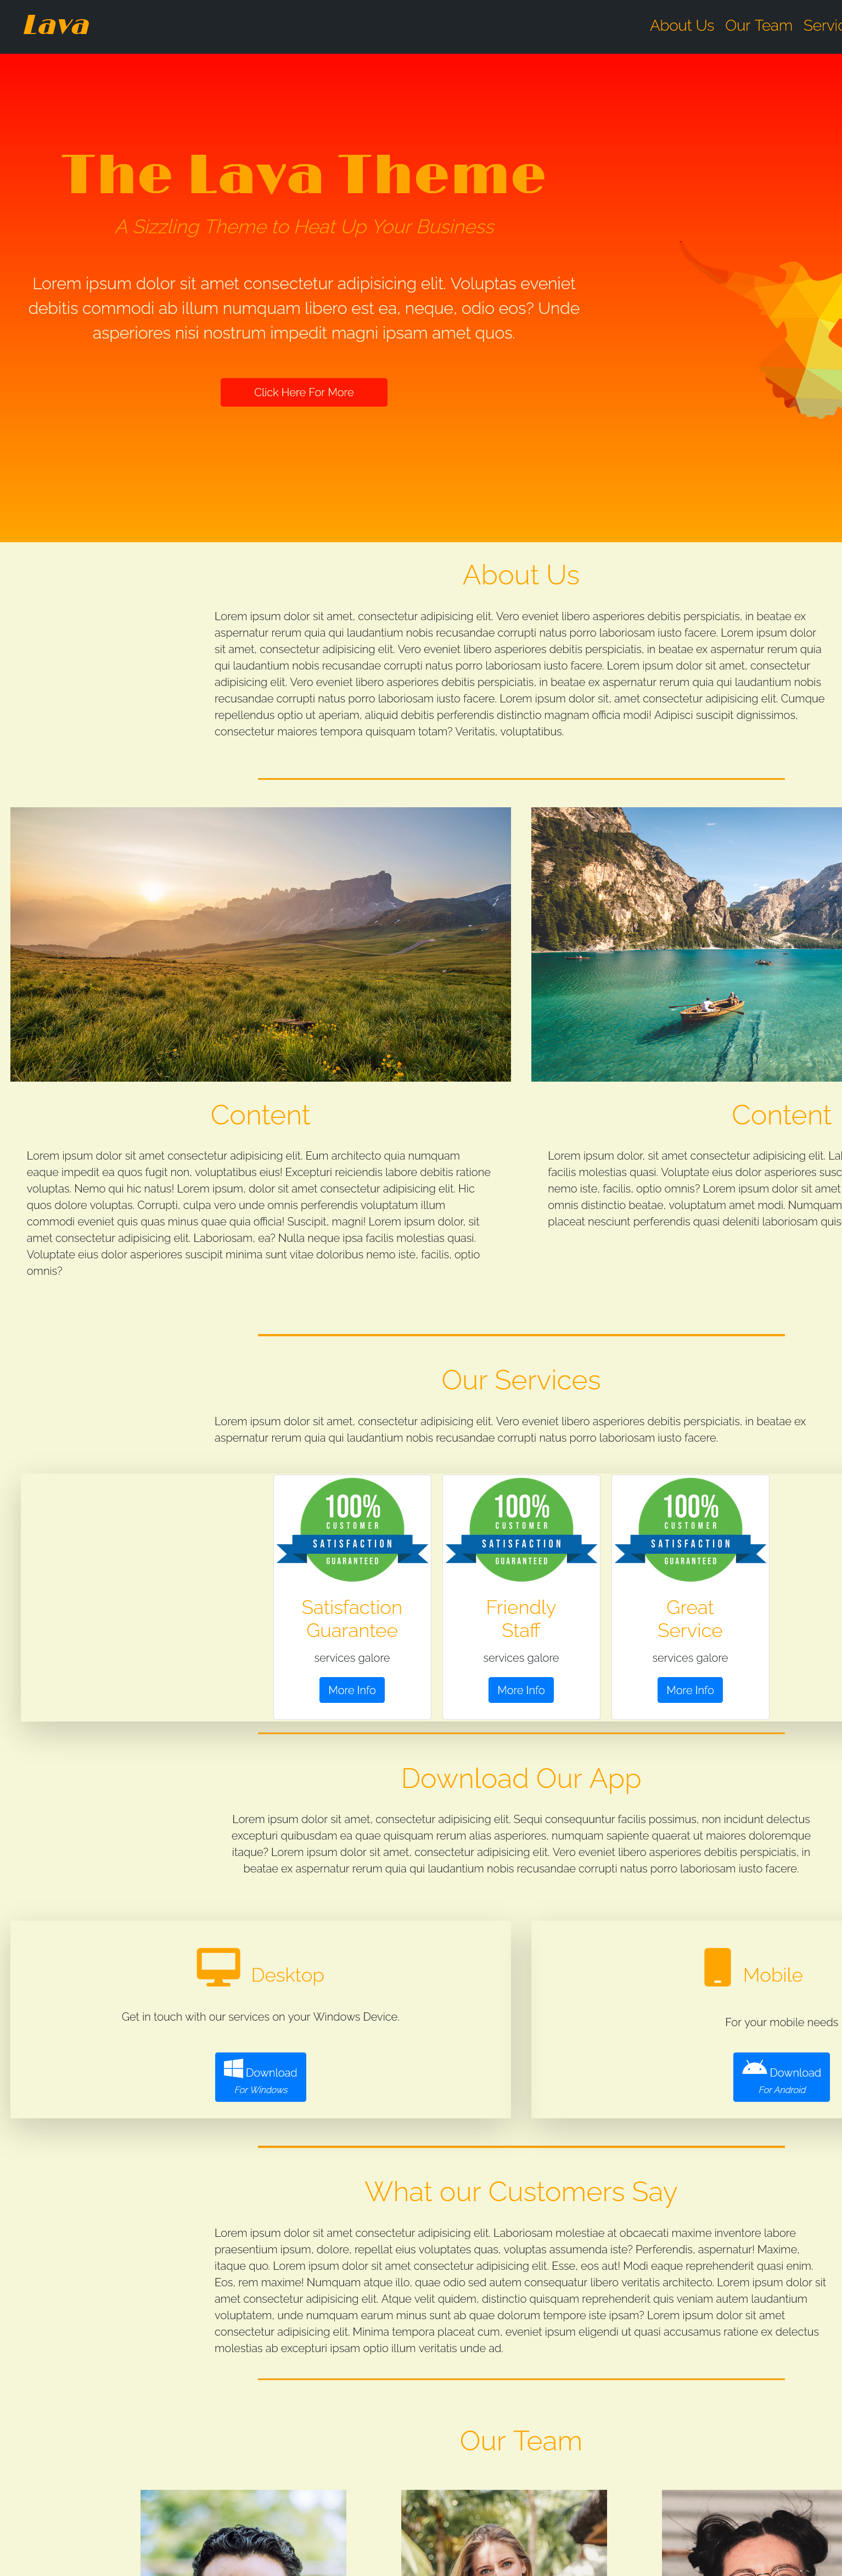 Lava
About Us Our Team
The Lava Theme
A Sizzling Theme to Heat Up Your Business
Lorem ipsum dolor sit amet consectetur adipisicing elit. Voluptas eveniet
debitis commodi ab illum numquam libero est ea, neque, odio eos? Unde
asperiores nisi nostrum impedit magni ipsam amet quos.
Click Here For More
About Us
Lorem ipsum dolor sit amet, consectetur adipisicing elit. Vero eveniet libero asperiores debitis perspiciatis, in beatae ex
aspernatur rerum quia qui laudantium nobis recusandae corrupti natus porro laboriosam iusto facere. Lorem ipsum dolor
sit amet, consectetur adipisicing elit. Vero eveniet libero asperiores debitis perspiciatis, in beatae ex aspernatur rerum quia
qui laudantium nobis recusandae corrupti natus porro laboriosam iusto facere. Lorem ipsum dolor sit amet, consectetur
adipisicing elit. Vero eveniet libero asperiores debitis perspiciatis, in beatae ex aspernatur rerum quia qui laudantium nobis
recusandae corrupti natus porro laboriosam iusto facere. Lorem ipsum dolor sit, amet consectetur adipisicing elit. Cumque
repellendus optio ut aperiam, aliquid debitis perferendis distinctio magnam officia modi! Adipisci suscipit dignissimos,
consectetur maiores tempora quisquam totam? Veritatis, voluptatibus.
Content
Lorem ipsum dolor sit amet consectetur adipisicing elit. Eum architecto quia numquam
eaque impedit ea quos fugit non, voluptatibus eius! Excepturi reiciendis labore debitis ratione
voluptas. Nemo qui hic natus! Lorem ipsum, dolor sit amet consectetur adipisicing elit. Hic
quos dolore voluptas. Corrupti, culpa vero unde omnis perferendis voluptatum illum
commodi eveniet quis quas minus quae quia officia! Suscipit, magni! Lorem ipsum dolor, sit
amet consectetur adipisicing elit. Laboriosam, ea? Nulla neque ipsa facilis molestias quasi.
Voluptate eius dolor asperiores suscipit minima sunt vitae doloribus nemo iste, facilis, optio
omnis?
Content
Lorem ipsum dolor, sit amet consectetur adipisicing elit.
facilis molestias quasi. Voluptate eius dolor asperiores
nemo iste, facilis, optio omnis? Lorem ipsum dolor sit amet
omnis distinctio beatae, voluptatum amet modi. Numquam
placeat nesciunt perferendis quasi deleniti laboriosam
Our Services
Lorem ipsum dolor sit amet, consectetur adipisicing elit. Vero eveniet libero asperiores debitis perspiciatis, in beatae ex
aspernatur rerum quia qui laudantium nobis recusandae corrupti natus porro laboriosam iusto facere.
100%
CUSTOMER
SATISFACTION
GUARANTEED
Satisfaction
Guarantee
services galore
More Info
100%
CUSTOMER
SATISFACTION
GUARANTEED
Friendly
Staff
services galore
More Info
100%
CUSTOMER
SATISFACTION
GUARANTEED
Great
Service
services galore
More Info
Download Our App
Lorem ipsum dolor sit amet, consectetur adipisicing elit. Sequi consequuntur facilis possimus, non incidunt delectus
excepturi quibusdam ea quae quisquam rerum alias asperiores, numquam sapiente quaerat ut maiores doloremque
itaque? Lorem ipsum dolor sit amet, consectetur adipisicing elit. Vero eveniet libero asperiores debitis perspiciatis, in
beatae ex aspernatur rerum quia qui laudantium nobis recusandae corrupti natus porro laboriosam iusto facere.
Desktop
Get in touch with our services on your Windows Device.
Download
For Windows
Mobile
For your mobile needs
Download
For Android
What our Customers Say
Lorem ipsum dolor sit amet consectetur adipisicing elit. Laboriosam molestiae at obcaecati maxime inventore labore
praesentium ipsum, dolore, repellat eius voluptates quas, voluptas assumenda iste? Perferendis, aspernatur! Maxime,
itaque quo. Lorem ipsum dolor sit amet consectetur adipisicing elit. Esse, eos aut! Modi eaque reprehenderit quasi enim.
Eos, rem maxime! Numquam atque illo, quae odio sed autem consequatur libero veritatis architecto. Lorem ipsum dolor sit
amet consectetur adipisicing elit. Atque velit quidem, distinctio quisquam reprehenderit quis veniam autem laudantium
voluptatem, unde numquam earum minus sunt ab quae dolorum tempore iste ipsam? Lorem ipsum dolor sit amet
consectetur adipisicing elit. Minima tempora placeat cum, eveniet ipsum eligendi ut quasi accusamus ratione ex delectus
molestias ab excepturi ipsam optio illum veritatis unde ad.
Our Team